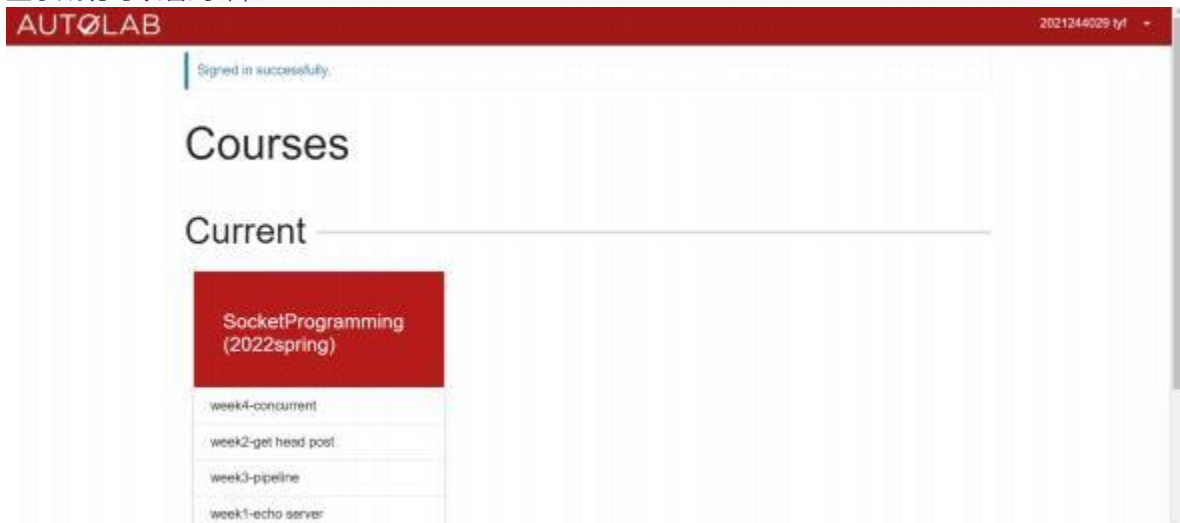 AUTOLAB
2021244029 tyf
Signed in successfully.
Courses
Current
SocketProgramming
(2022spring)
week4-concurrent
week2-get head post
week3-pipeline
week1-echo server